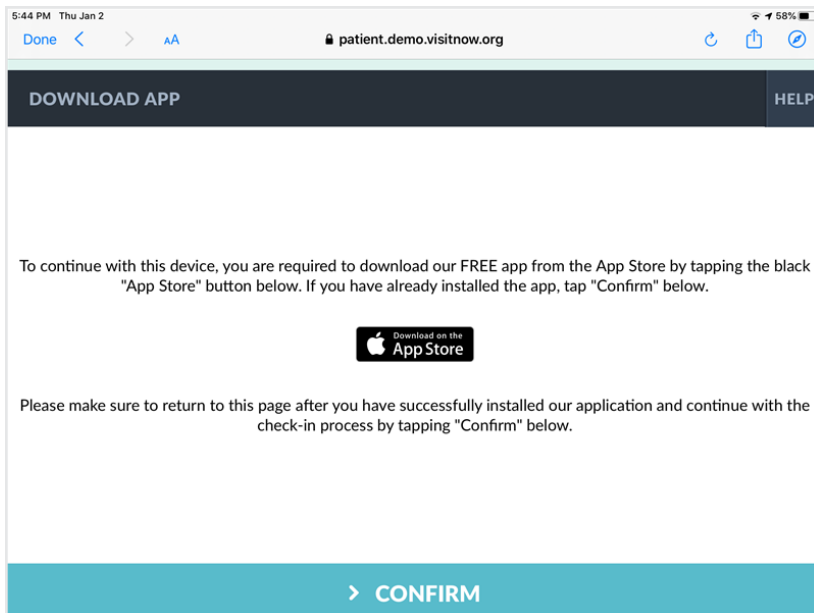 5:44 PM Thu Jan 2
58%
Done
AA
patient.demo.visitnow.org
DOWNLOAD APP
HELP
To continue with this device, you are required to download our FREE app from the App Store by tapping the black
"App Store" button below. If you have already installed the app, tap "Confirm" below.
Download on the
App Store
Please make sure to return to this page after you have successfully installed our application and continue with the
check-in process by tapping "Confirm" below.
> CONFIRM